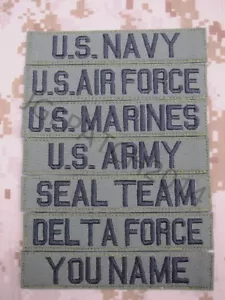 U.S. NAVY
U.S. AIR FORCE
U.S. MARINES
U.S. ARMY
SEAL TEAM
DELTA FORCE
YOU NAME